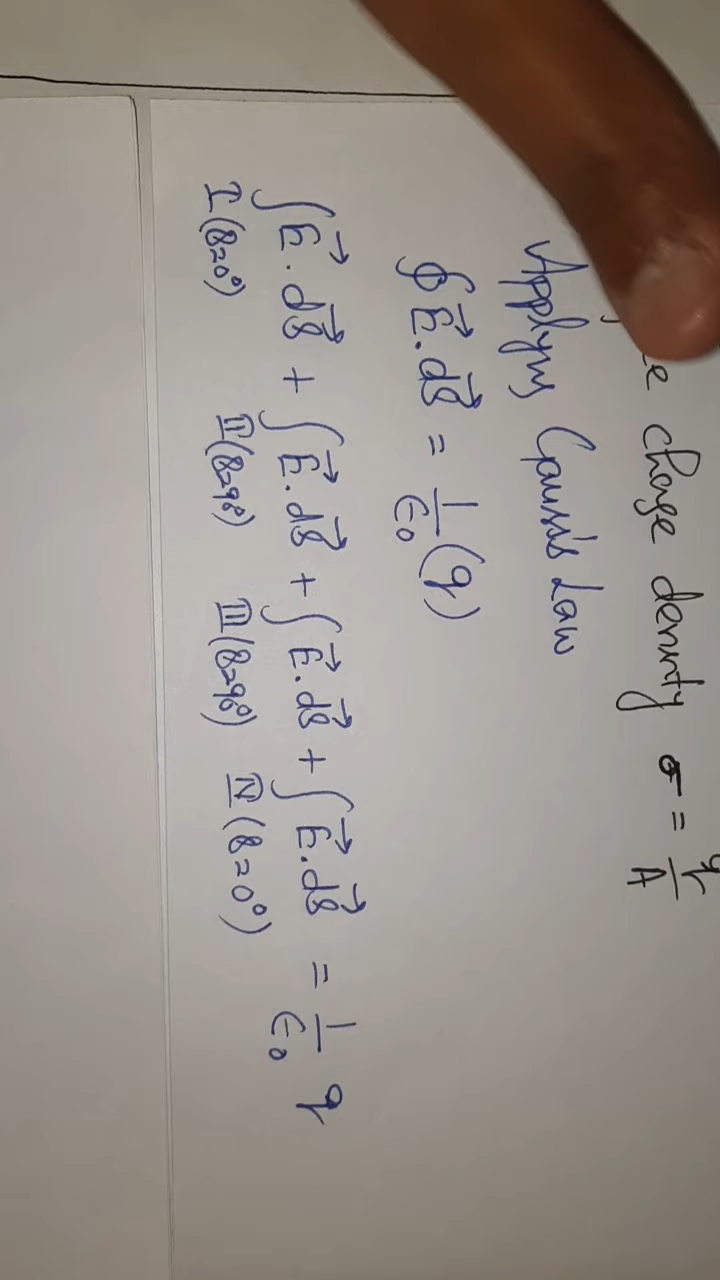 charge density σ = q/A
Applying Gauss's Law
∮E⃗.ds⃗ = 1/ε₀ (q)
∫E⃗.ds⃗ + ∫E⃗.ds⃗ + ∫E⃗.ds⃗ + ∫E⃗.ds⃗ = 1/ε₀ q
I(θ=0°) II(θ=90°) III(θ=90°) IV(θ=0°)